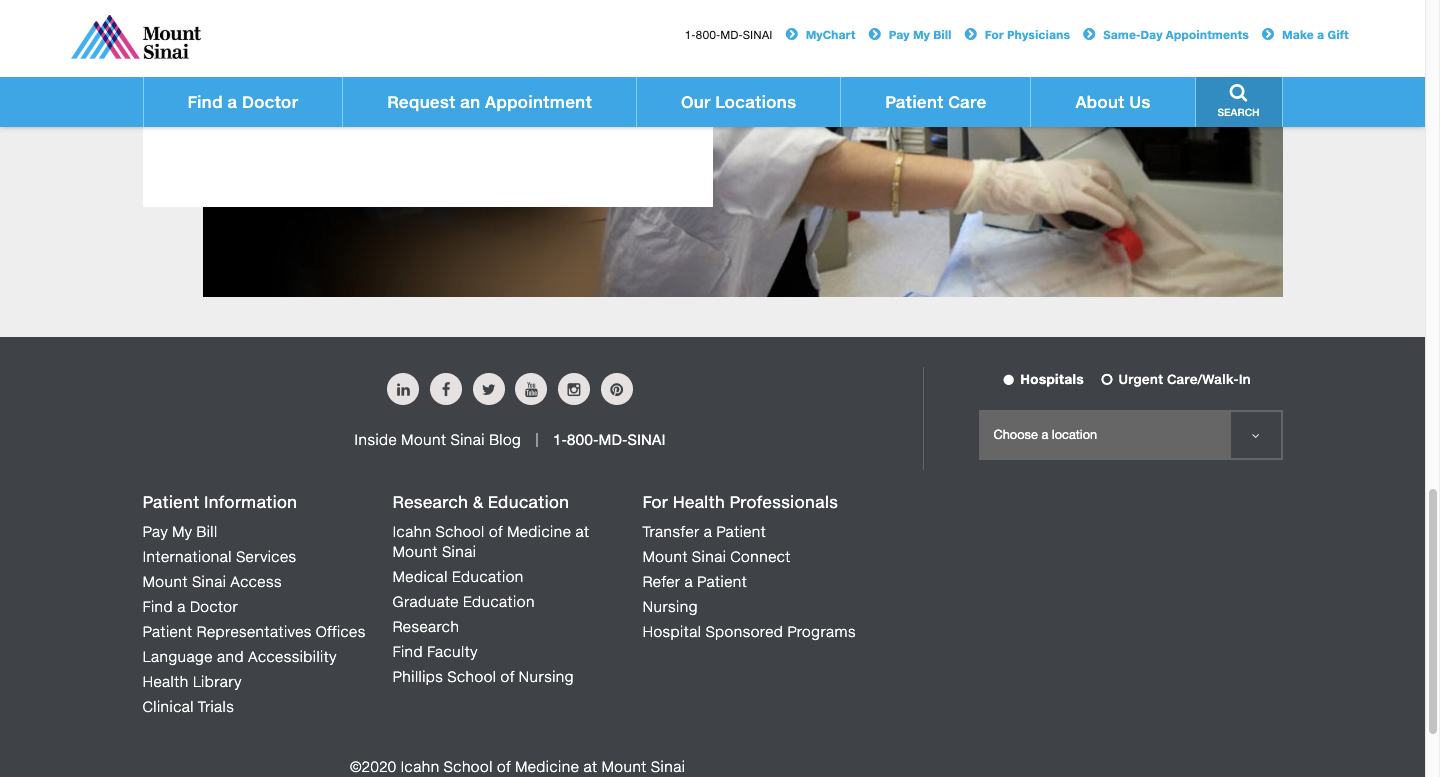 Mount
Sinai
1-800-MD-SINAI
MyChart
Pay My Bill
For Physicians
Same-Day Appointments
Make a Gift
Find a Doctor
Request an Appointment
Our Locations
Patient Care
About Us
SEARCH
in
f
You
Tube
Hospitals
Urgent Care/Walk-In
Choose a location
Inside Mount Sinai Blog | 1-800-MD-SINAI
Patient Information
Pay My Bill
International Services
Mount Sinai Access
Find a Doctor
Patient Representatives Offices
Language and Accessibility
Health Library
Clinical Trials
Research & Education
Icahn School of Medicine at
Mount Sinai
Medical Education
Graduate Education
Research
Find Faculty
Phillips School of Nursing
For Health Professionals
Transfer a Patient
Mount Sinai Connect
Refer a Patient
Nursing
Hospital Sponsored Programs
©2020 Icahn School of Medicine at Mount Sinai